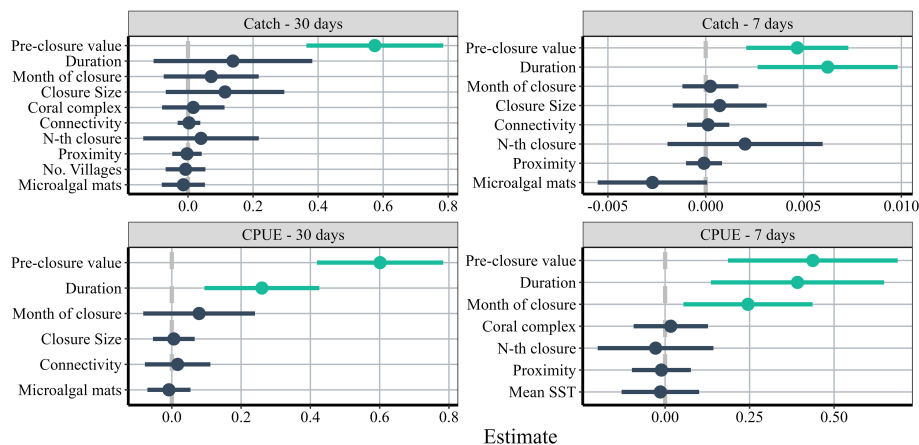 Catch - 30 days
Pre-closure value
Duration
Month of closure
Closure Size
Coral complex
Connectivity
N-th closure
Proximity
No. Villages
Microalgal mats
0.0 0.2 0.4 0.6 0.8
Catch - 7 days
Pre-closure value
Duration
Month of closure
Closure Size
Connectivity
N-th closure
Proximity
Microalgal mats
-0.005 0.000 0.005 0.010
CPUE - 30 days
Pre-closure value
Duration
Month of closure
Closure Size
Connectivity
Microalgal mats
0.0 0.2 0.4 0.6 0.8
CPUE - 7 days
Pre-closure value
Duration
Month of closure
Coral complex
N-th closure
Proximity
Mean SST
0.00 0.25 0.50
Estimate